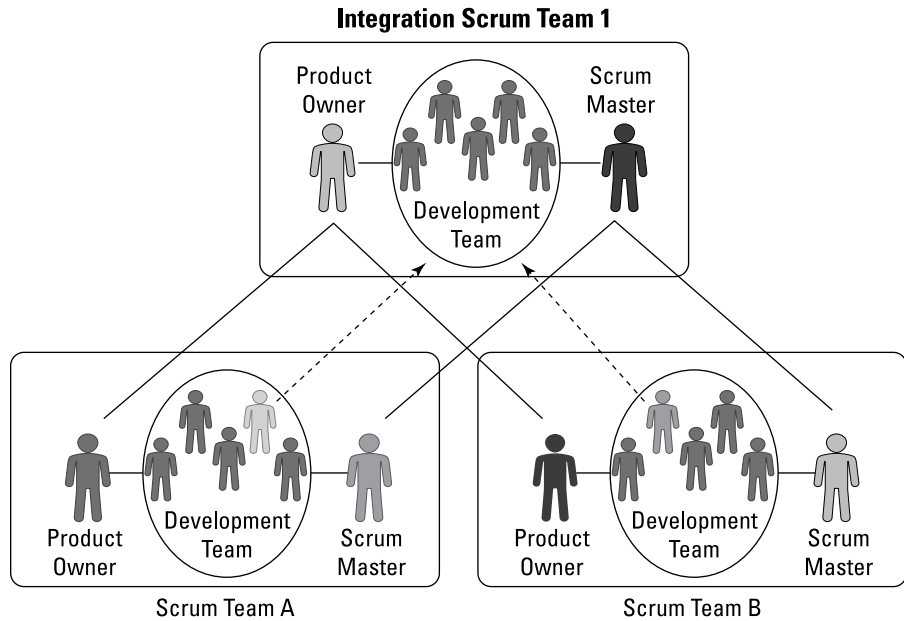 Integration Scrum Team 1
Product
Owner
Scrum
Master
Development
Team
Product
Owner
Development
Team
Scrum
Master
Scrum Team A
Product
Owner
Development
Team
Scrum
Master
Scrum Team B